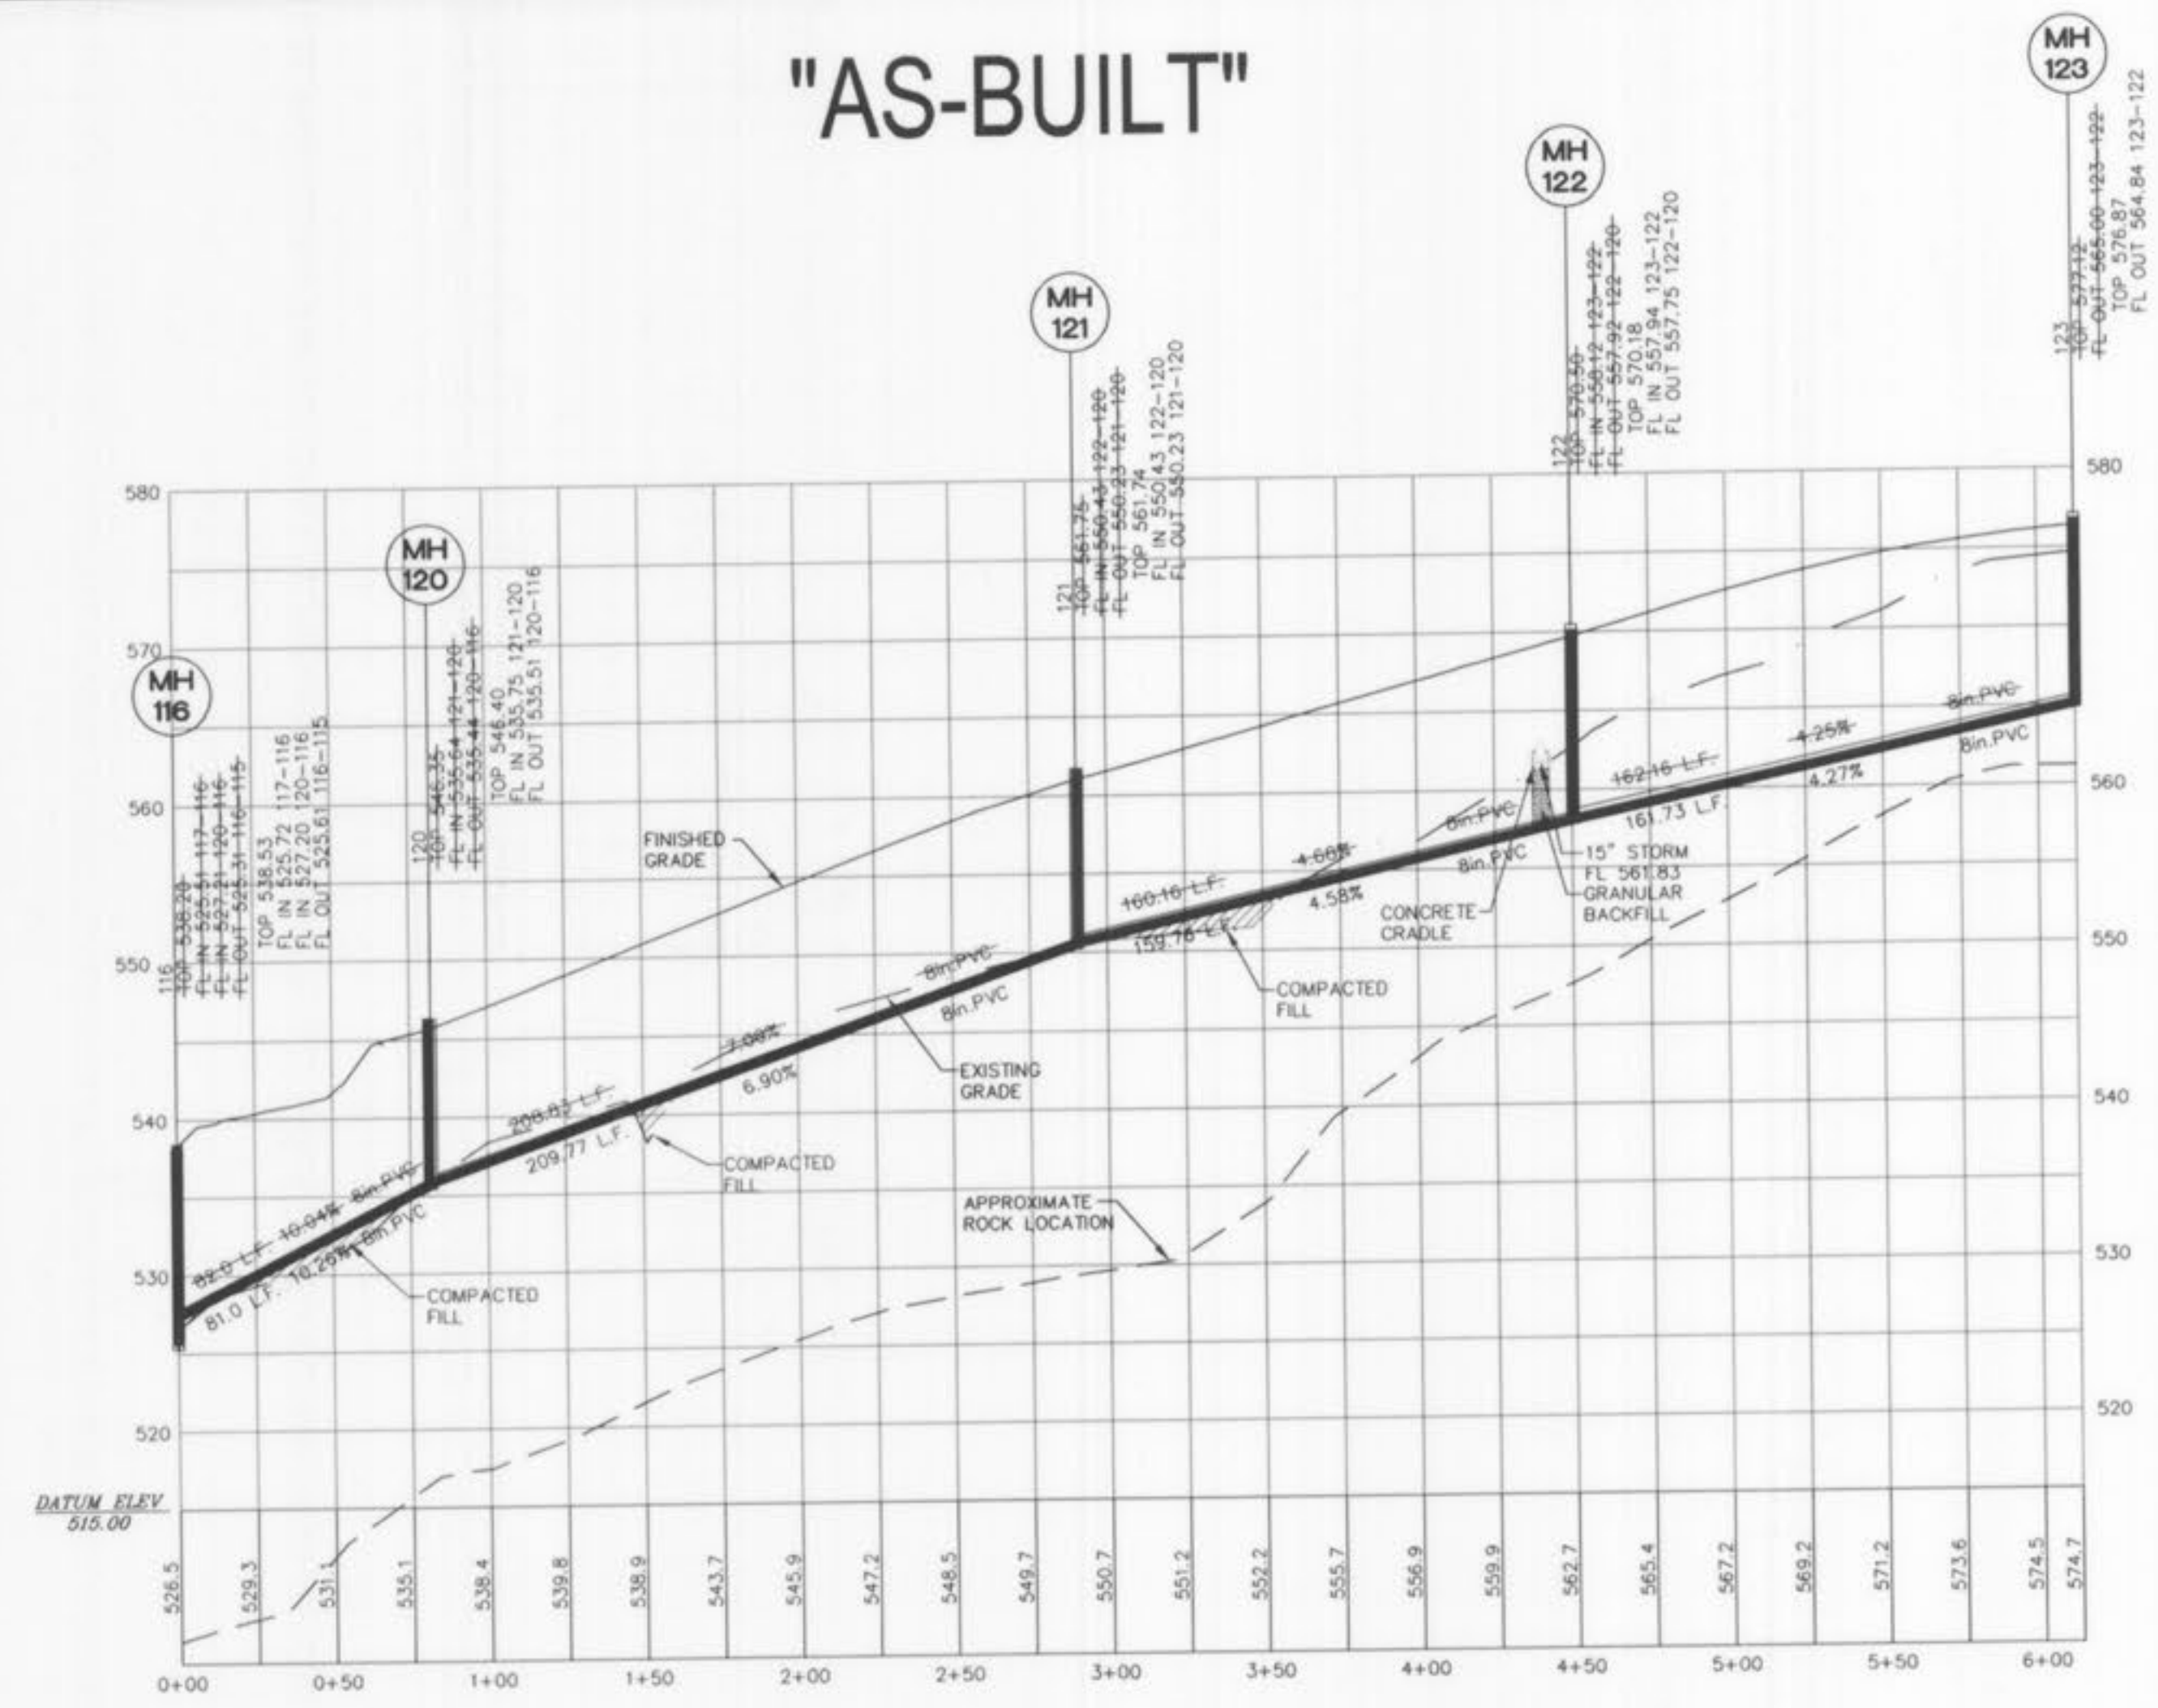 "AS-BUILT"
MH
123
123
TOP 577.12
FL OUT 565.00 123-122
TOP 576.87
FL OUT 564.84 123-122
MH
122
122
TOP 570.50
FL IN 558.12 123-122
FL OUT 557.92 122-120
TOP 570.18
FL IN 557.94 123-122
FL OUT 557.75 122-120
MH
121
121
TOP 561.75
FL IN 550.43 122-120
FL OUT 550.23 121-120
TOP 561.74
FL IN 550.43 122-120
FL OUT 550.23 121-120
MH
120
120
TOP 546.35
FL IN 535.64 121-120
FL OUT 535.44 120-116
TOP 546.40
FL IN 535.75 121-120
FL OUT 535.51 120-116
MH
116
116
TOP 538.20
FL IN 525.51 117-116
FL IN 527.21 120-116
FL OUT 525.31 116-115
TOP 538.53
FL IN 525.72 117-116
FL IN 527.20 120-116
FL OUT 525.61 116-115
580
570
560
550
540
530
520
580
560
550
540
530
520
FINISHED
GRADE
8in.PVC
4.25%
162.16 L.F.
8in.PVC
4.27%
161.73 L.F.
8in.PVC
4.66%
160.16 L.F.
8in.PVC
4.58%
159.76 L.F.
15" STORM
FL 561.83
GRANULAR
BACKFILL
CONCRETE
CRADLE
COMPACTED
FILL
8in.PVC
7.00%
208.83 L.F.
8in.PVC
6.90%
209.77 L.F.
EXISTING
GRADE
COMPACTED
FILL
82.0 L.F. 10.04% 8in.PVC
81.0 L.F. 10.26% 8in.PVC
COMPACTED
FILL
APPROXIMATE
ROCK LOCATION
DATUM ELEV
515.00
526.5
529.3
531.1
535.1
538.4
539.8
538.9
543.7
545.9
547.2
548.5
549.7
550.7
551.2
552.2
555.7
556.9
559.9
562.7
565.4
567.2
569.2
571.2
573.6
574.5
574.7
0+00
0+50
1+00
1+50
2+00
2+50
3+00
3+50
4+00
4+50
5+00
5+50
6+00